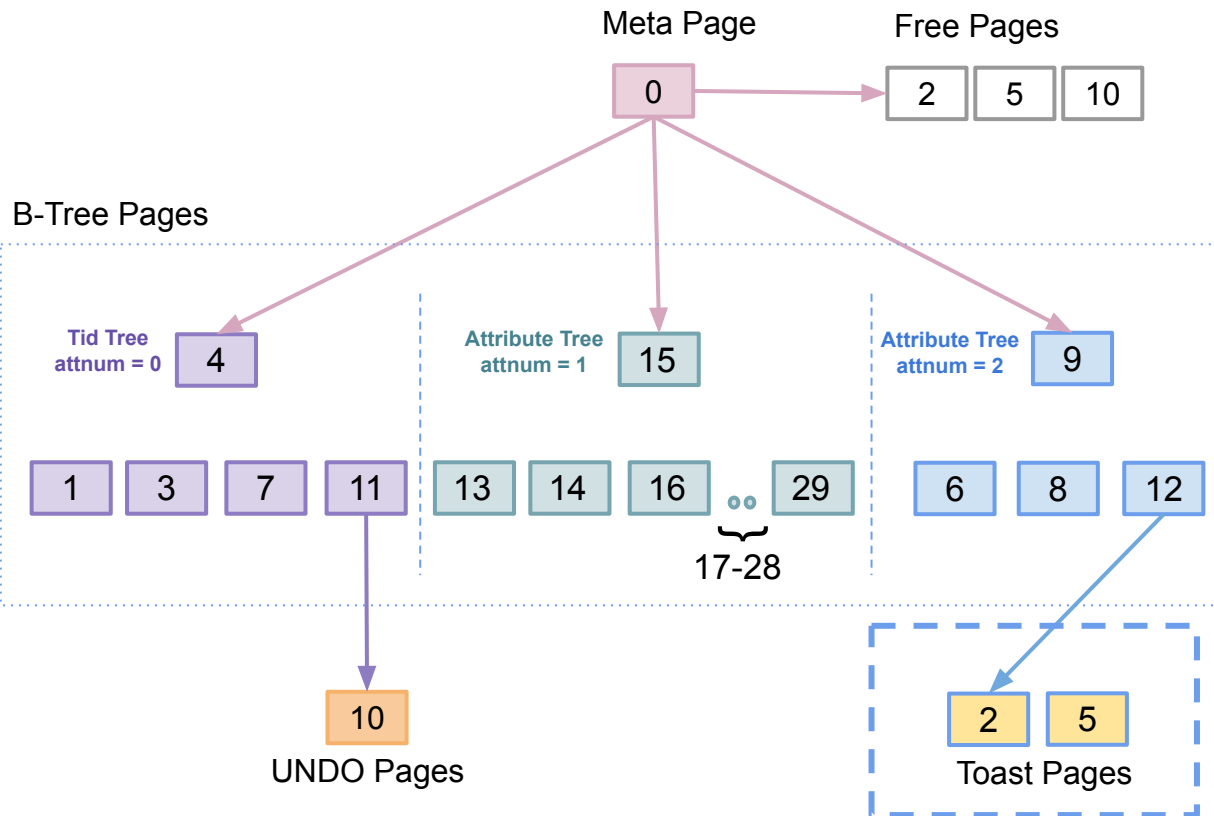 Meta Page
Free Pages
0
2 5 10
B-Tree Pages
Tid Tree
attnum = 0
4
Attribute Tree
attnum = 1
15
Attribute Tree
attnum = 2
9
1 3 7 11 13 14 16 29 6 8 12
17-28
10
2 5
UNDO Pages
Toast Pages